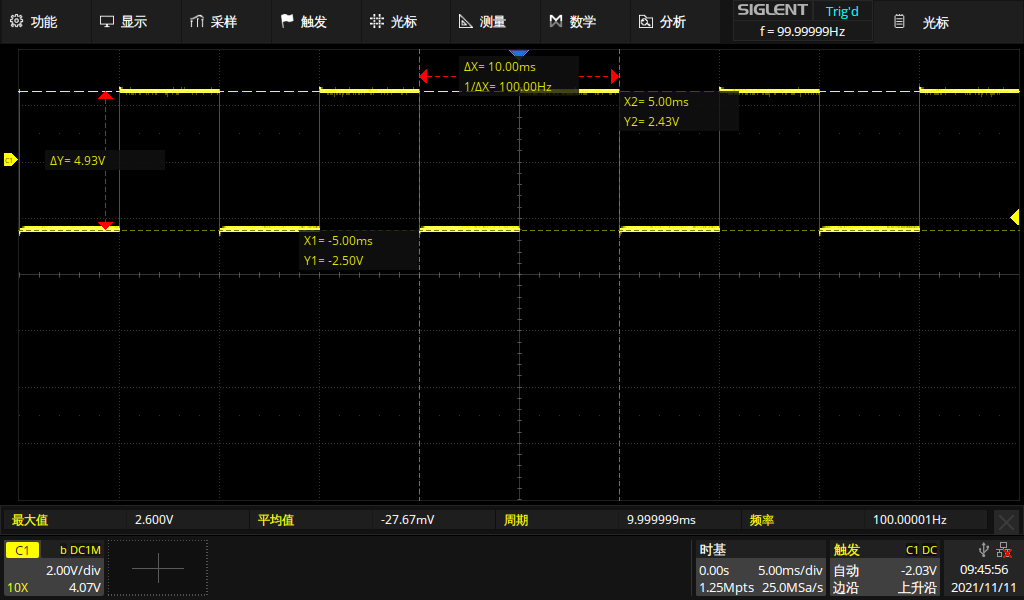 功能 显示 采样 触发 光标 测量 数学 分析 SIGLENT Trig'd 光标
f = 99.99999Hz
ΔX= 10.00ms
1/ΔX= 100.00Hz
X2= 5.00ms
Y2= 2.43V
C1
ΔY= 4.93V
X1= -5.00ms
Y1= -2.50V
最大值 2.600V 平均值 -27.67mV 周期 9.999999ms 频率 100.00001Hz
C1 b DC1M 时基 触发 C1 DC
2.00V/div 0.00s 5.00ms/div 自动 -2.03V 09:45:56
10X 4.07V 1.25Mpts 25.0MSa/s 边沿 上升沿 2021/11/11